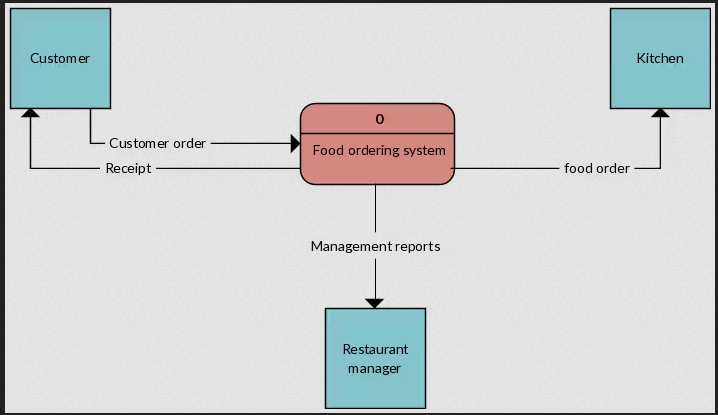 Customer
Kitchen
0
Customer order
Food ordering system
Receipt
food order
Management reports
Restaurant
manager